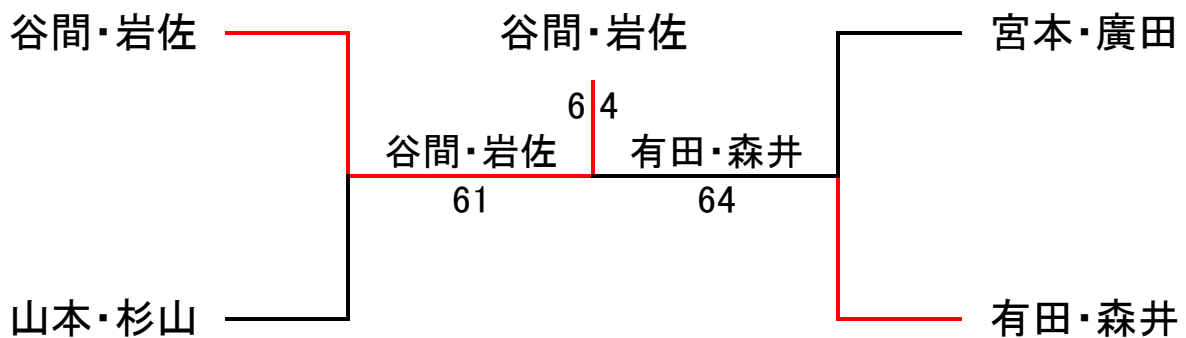 谷間・岩佐 谷間・岩佐 宮本・廣田
6 4
谷間・岩佐 有田・森井
61 64
山本・杉山 有田・森井